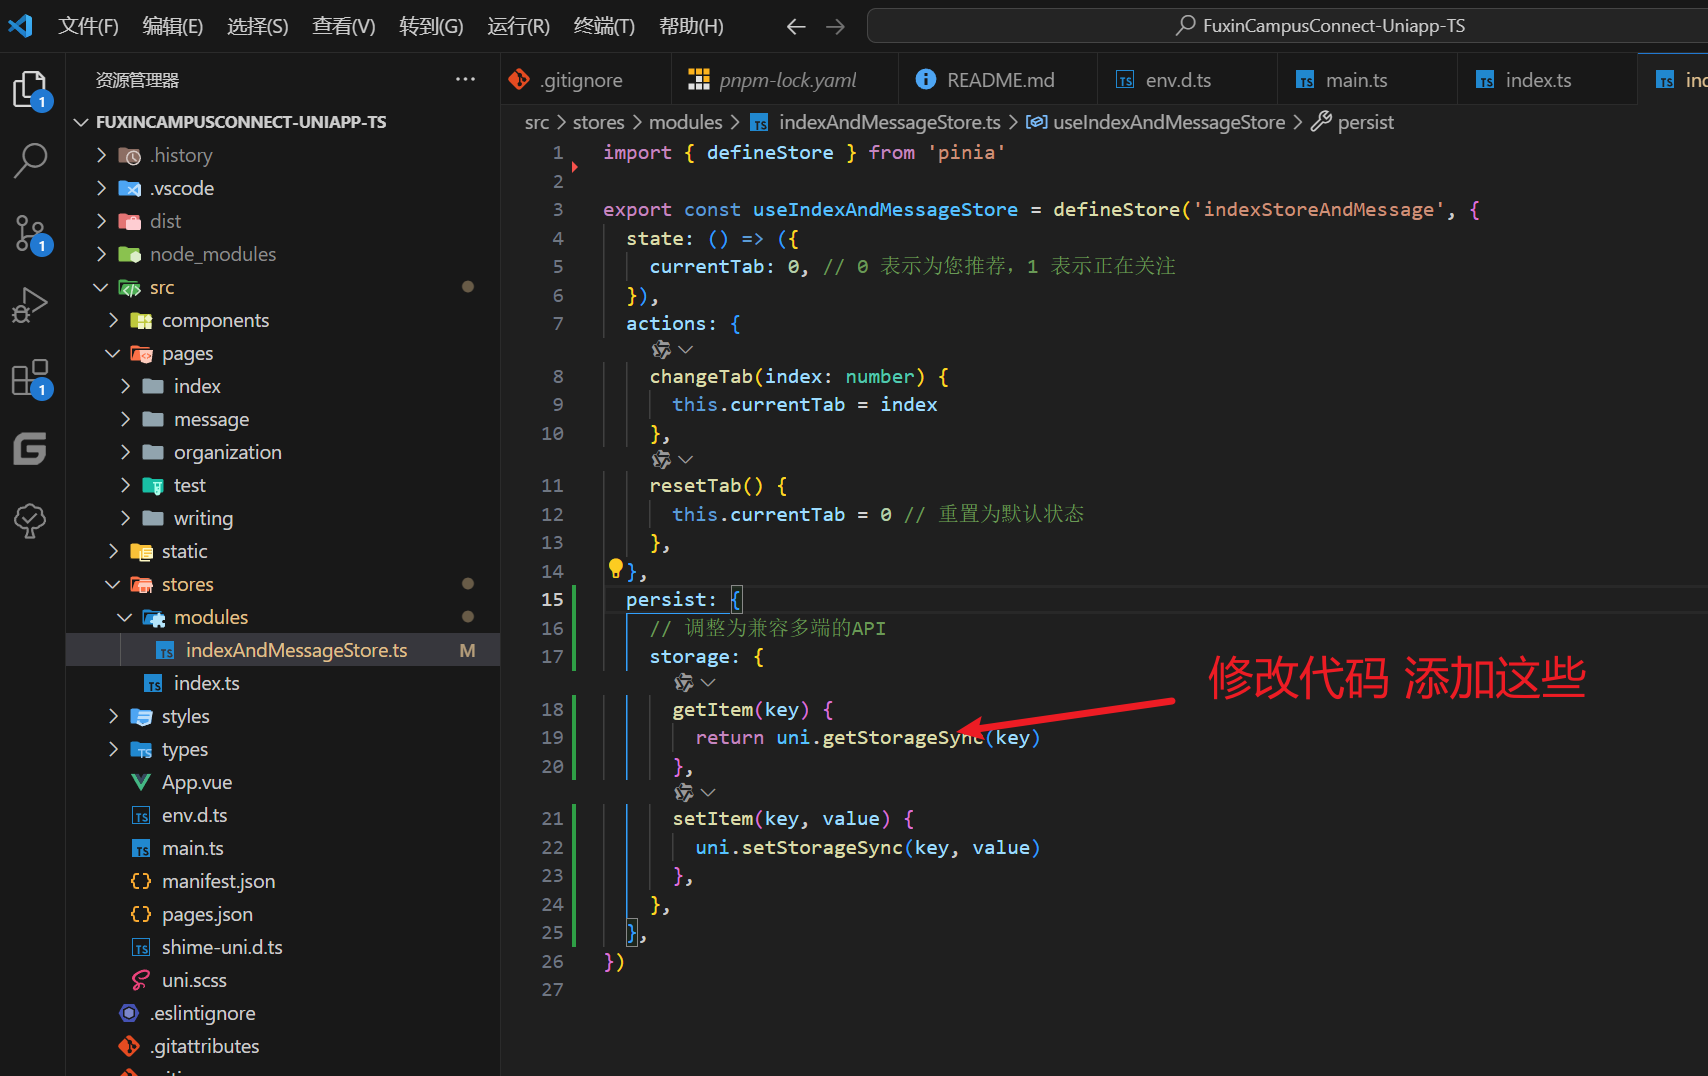 文件(F) 编辑(E) 选择(S) 查看(V) 转到(G) 运行(R) 终端(T) 帮助(H) FuxinCampusConnect-Uniapp-TS
资源管理器
.gitignore pnpm-lock.yaml README.md env.d.ts main.ts index.ts
src > stores > modules > indexAndMessageStore.ts > useIndexAndMessageStore > persist
FUXINCAMPUSCONNECT-UNIAPP-TS
.history
.vscode
dist
node_modules
src
components
pages
index
message
organization
test
writing
static
stores
modules
indexAndMessageStore.ts M
index.ts
styles
types
App.vue
env.d.ts
main.ts
manifest.json
pages.json
shime-uni.d.ts
uni.scss
.eslintignore
.gitattributes
1
1
1
1 import { defineStore } from 'pinia'
2
3 export const useIndexAndMessageStore = defineStore('indexStoreAndMessage', {
4 state: () => ({
5 currentTab: 0, // 0 表示为您推荐，1 表示正在关注
6 }),
7 actions: {
8 changeTab(index: number) {
9 this.currentTab = index
10 },
11 resetTab() {
12 this.currentTab = 0 // 重置为默认状态
13 },
14 },
15 persist: {
16 // 调整为兼容多端的API
17 storage: {
18 getItem(key) {
19 return uni.getStorageSync(key)
20 },
21 setItem(key, value) {
22 uni.setStorageSync(key, value)
23 },
24 },
25 },
26 })
27
修改代码 添加这些